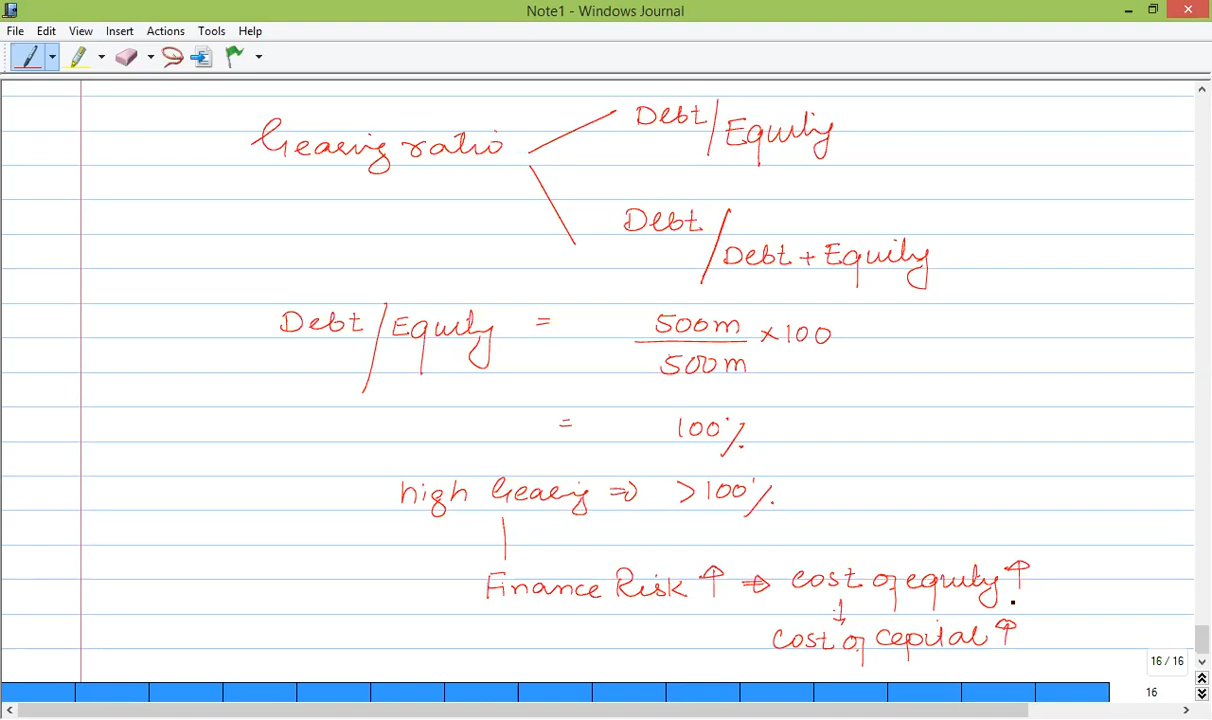 Note1 - Windows Journal
File Edit View Insert Actions Tools Help
Debt/Equity
Gearing ratio
Debt/Debt + Equity
Debt/Equity = 500m/500m × 100
= 100%
high Gearing ⇒ >100%
Finance Risk ↑ ⇒ cost of equity ↑
↓
cost of capital ↑
16 / 16
16